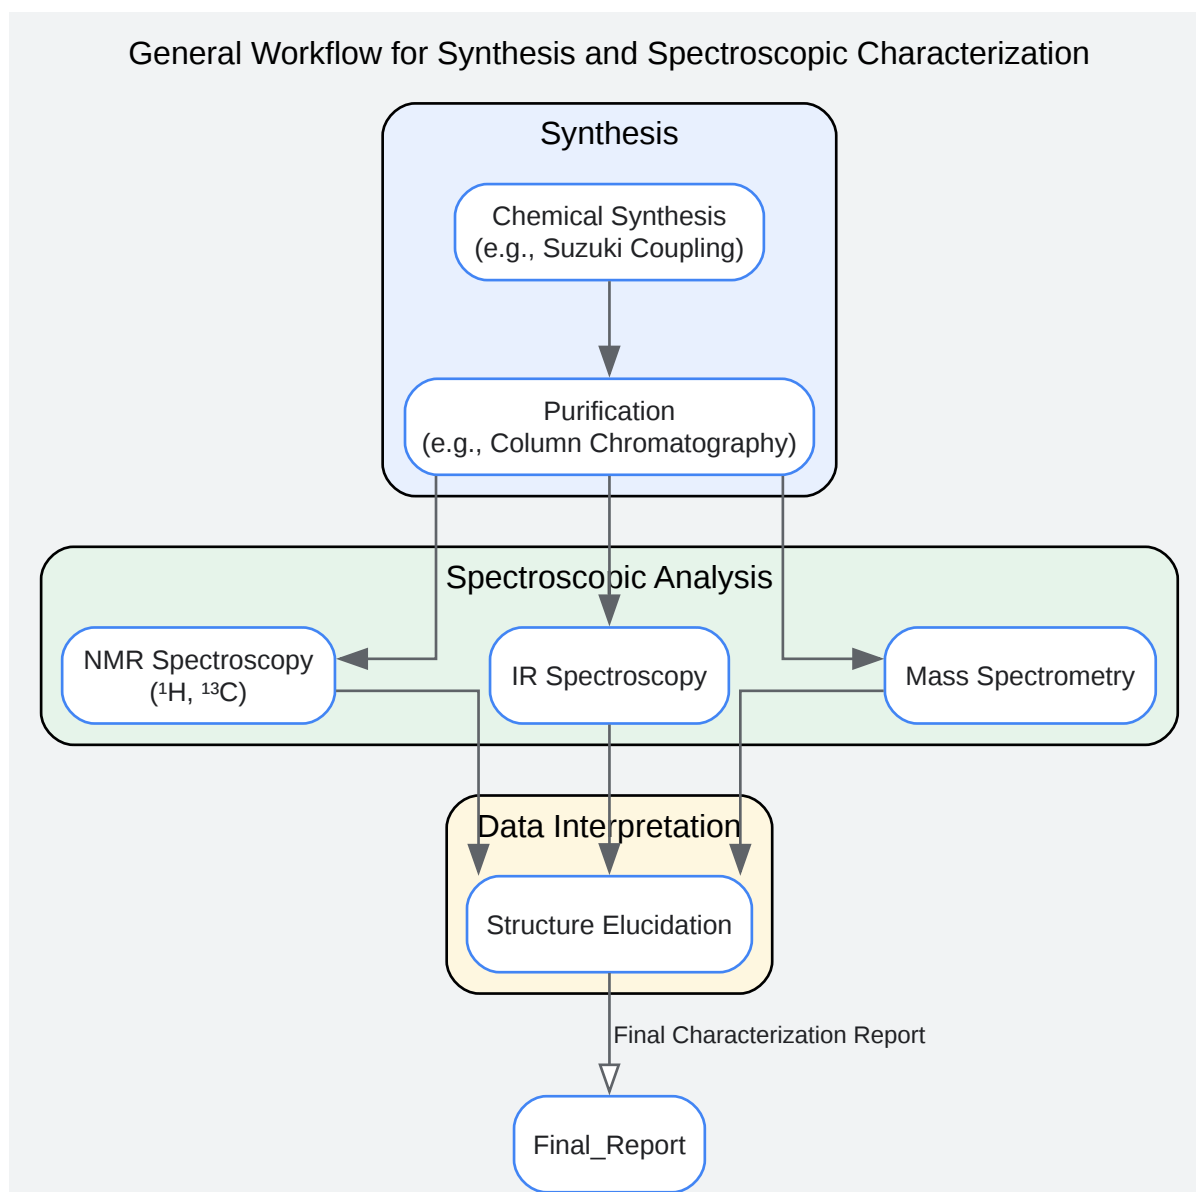 General Workflow for Synthesis and Spectroscopic Characterization
Synthesis
Chemical Synthesis
(e.g., Suzuki Coupling)
Purification
(e.g., Column Chromatography)
Spectroscopic Analysis
NMR Spectroscopy
(¹H, ¹³C)
IR Spectroscopy
Mass Spectrometry
Data Interpretation
Structure Elucidation
Final Characterization Report
Final_Report